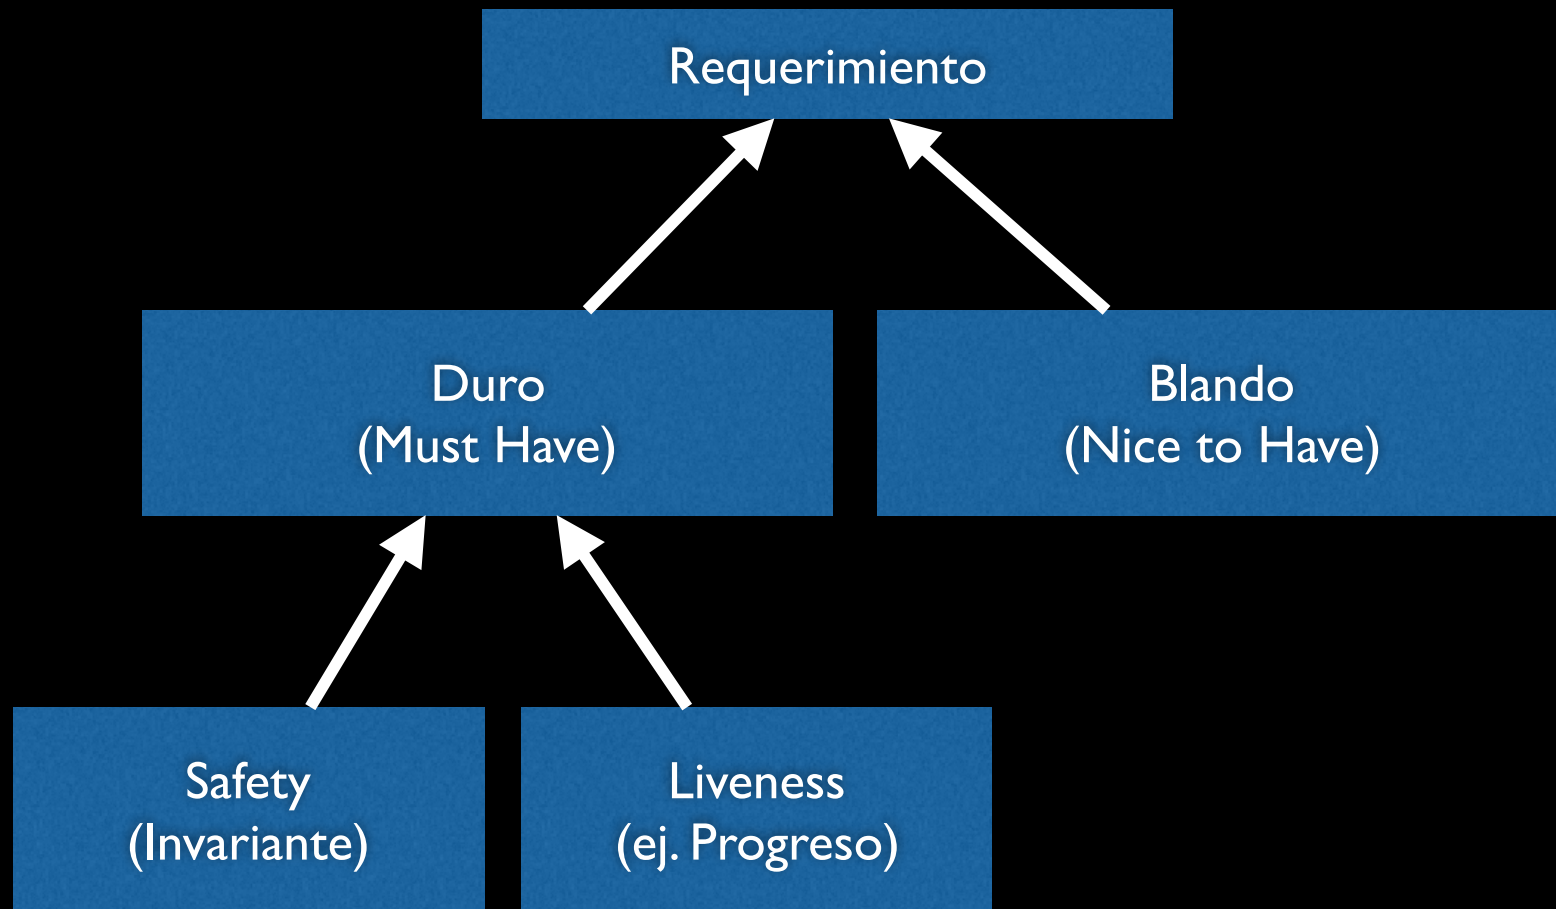 Requerimiento
Duro
(Must Have)
Blando
(Nice to Have)
Safety
(Invariante)
Liveness
(ej. Progreso)